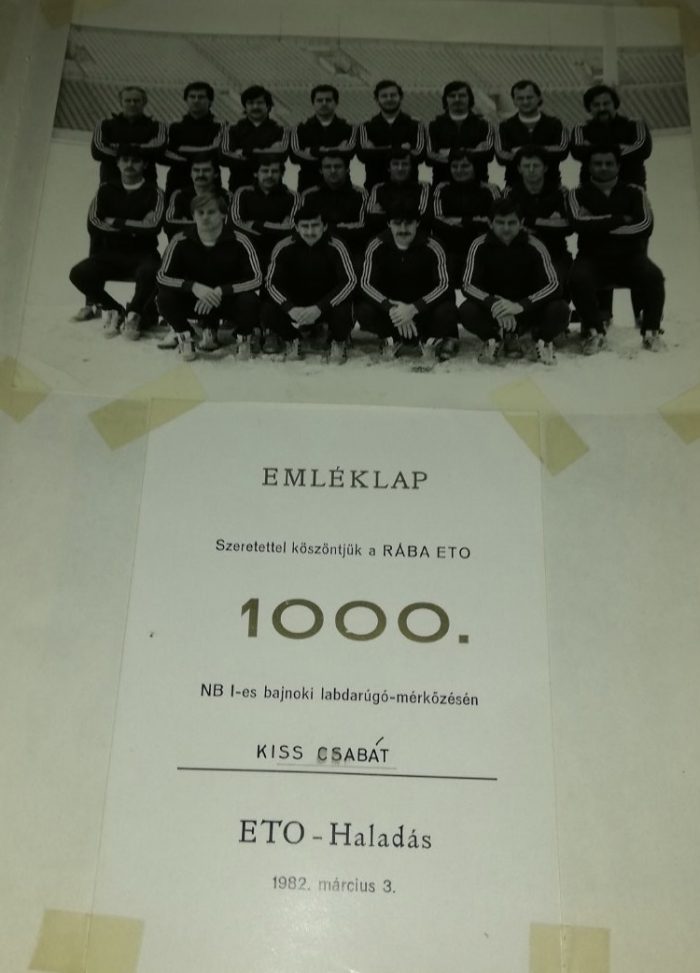 EMLÉKLAP
Szeretettel köszöntjük a RÁBA ETO
1000.
NB I-es bajnoki labdarúgó-mérkőzésén
KISS CSABÁT
ETO - Haladás
1982. március 3.